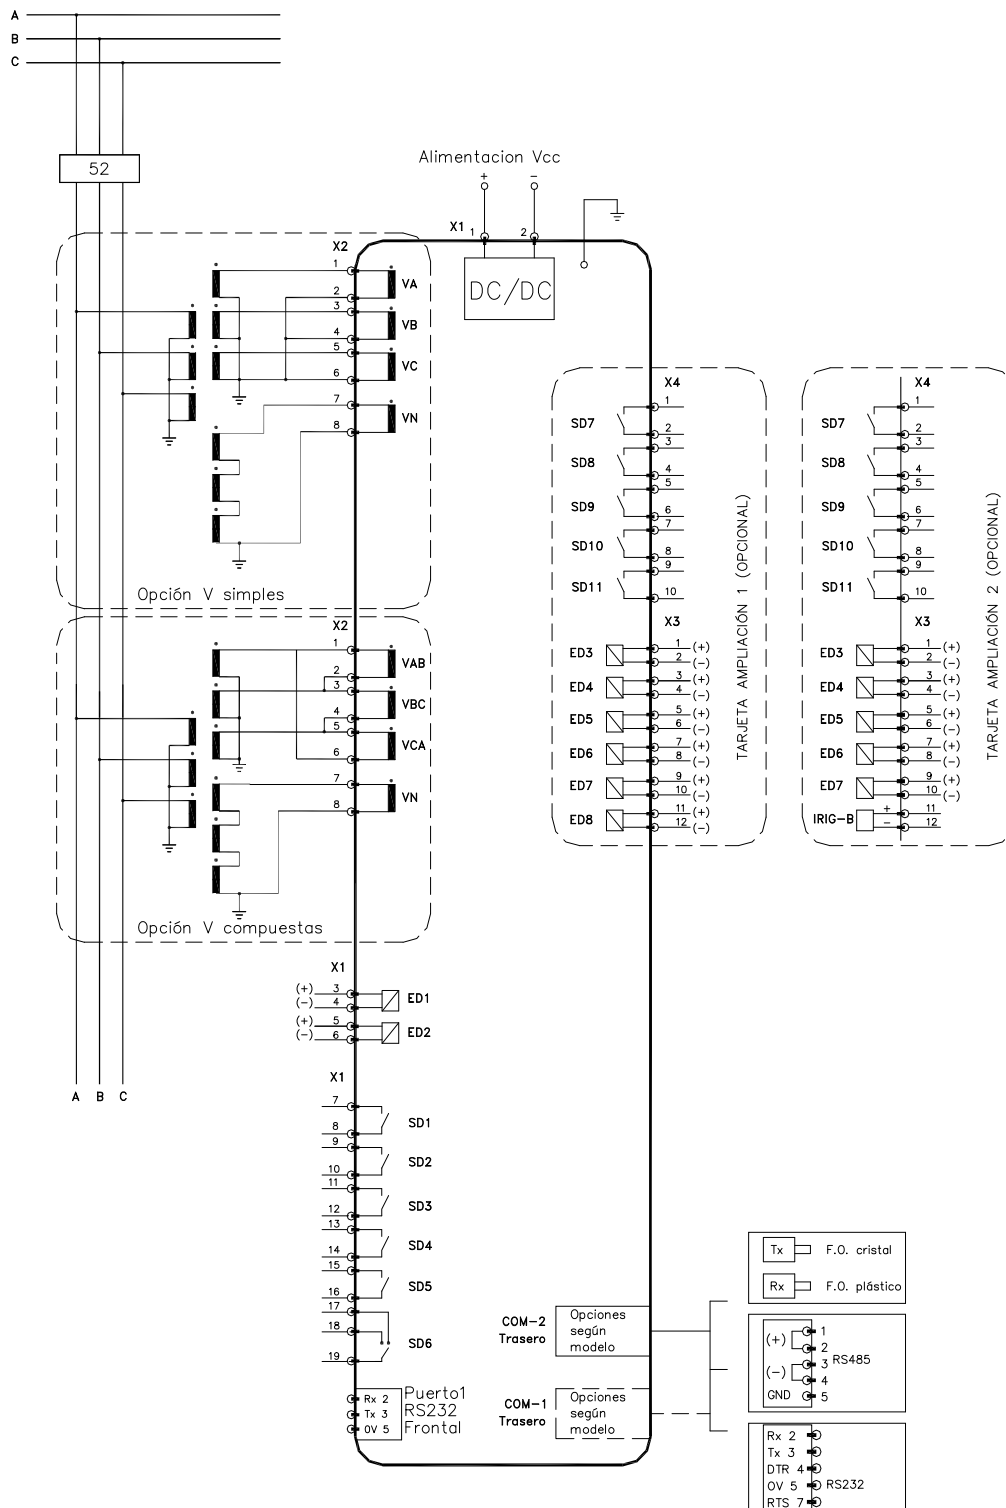 A
B
C
52
Alimentacion Vcc
+ −
X1 1 2
DC/DC
X2
1
2
3
4
5
6
7
8
VA
VB
VC
VN
Opción V simples
X2
1
2
3
4
5
6
7
8
VAB
VBC
VCA
VN
Opción V compuestas
X1
(+) 3
(−) 4
ED1
(+) 5
(−) 6
ED2
A B C
X1
7
8
SD1
9
10
SD2
11
12
SD3
13
14
SD4
15
16
SD5
17
18
19
SD6
Rx 2
Tx 3
0V 5
Puerto1
RS232
Frontal
X4
SD7
1
2
SD8
3
4
SD9
5
6
SD10
7
8
SD11
9
10
X3
ED3
1 (+)
2 (−)
ED4
3 (+)
4 (−)
ED5
5 (+)
6 (−)
ED6
7 (+)
8 (−)
ED7
9 (+)
10 (−)
ED8
11 (+)
12 (−)
TARJETA AMPLIACIÓN 1 (OPCIONAL)
X4
SD7
1
2
SD8
3
4
SD9
5
6
SD10
7
8
SD11
9
10
X3
ED3
1 (+)
2 (−)
ED4
3 (+)
4 (−)
ED5
5 (+)
6 (−)
ED6
7 (+)
8 (−)
ED7
9 (+)
10 (−)
IRIG-B
+ 11
− 12
TARJETA AMPLIACIÓN 2 (OPCIONAL)
COM-2
Trasero
Opciones
según
modelo
COM-1
Trasero
Opciones
según
modelo
Tx F.O. cristal
Rx F.O. plástico
(+) 1
2
(−) 3
4
GND 5
RS485
Rx 2
Tx 3
DTR 4
0V 5
RTS 7
RS232